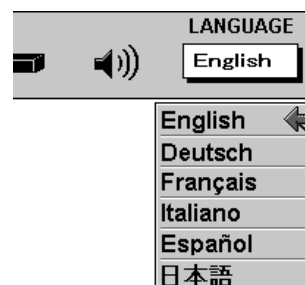 LANGUAGE
English
English
Deutsch
Français
Italiano
Español
日本語